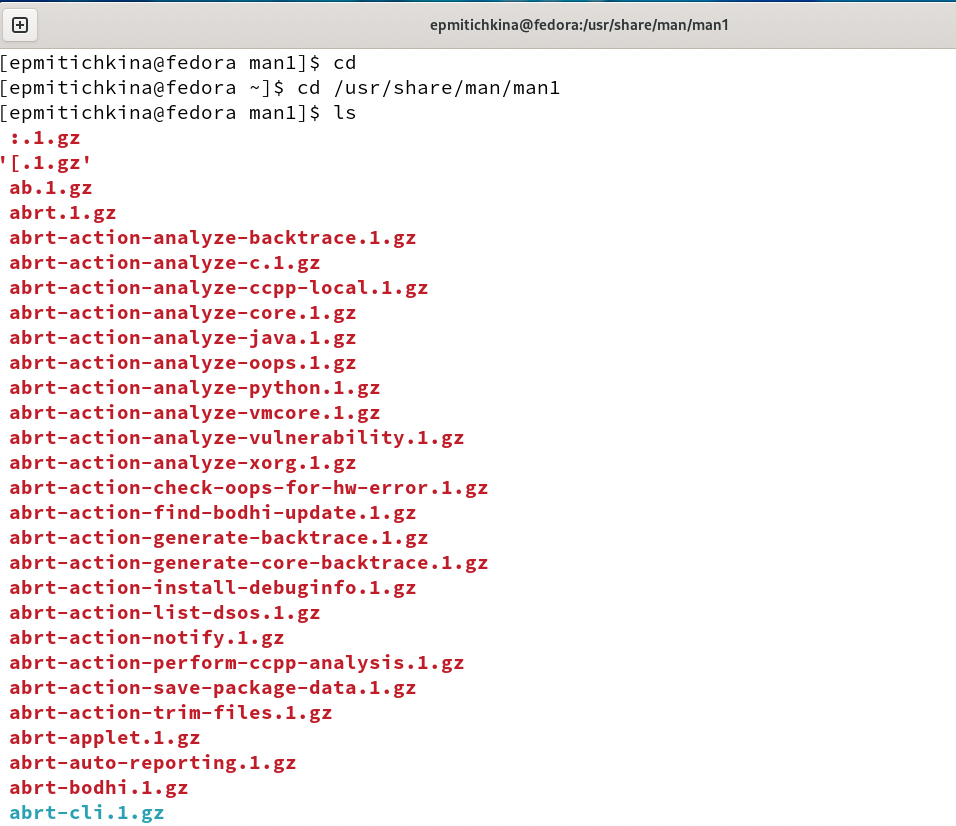 epmitichkina@fedora:/usr/share/man/man1
[epmitichkina@fedora man1]$ cd
[epmitichkina@fedora ~]$ cd /usr/share/man/man1
[epmitichkina@fedora man1]$ ls
:.1.gz
'[.1.gz'
ab.1.gz
abrt.1.gz
abrt-action-analyze-backtrace.1.gz
abrt-action-analyze-c.1.gz
abrt-action-analyze-ccpp-local.1.gz
abrt-action-analyze-core.1.gz
abrt-action-analyze-java.1.gz
abrt-action-analyze-oops.1.gz
abrt-action-analyze-python.1.gz
abrt-action-analyze-vmcore.1.gz
abrt-action-analyze-vulnerability.1.gz
abrt-action-analyze-xorg.1.gz
abrt-action-check-oops-for-hw-error.1.gz
abrt-action-find-bodhi-update.1.gz
abrt-action-generate-backtrace.1.gz
abrt-action-generate-core-backtrace.1.gz
abrt-action-install-debuginfo.1.gz
abrt-action-list-dsos.1.gz
abrt-action-notify.1.gz
abrt-action-perform-ccpp-analysis.1.gz
abrt-action-save-package-data.1.gz
abrt-action-trim-files.1.gz
abrt-applet.1.gz
abrt-auto-reporting.1.gz
abrt-bodhi.1.gz
abrt-cli.1.gz